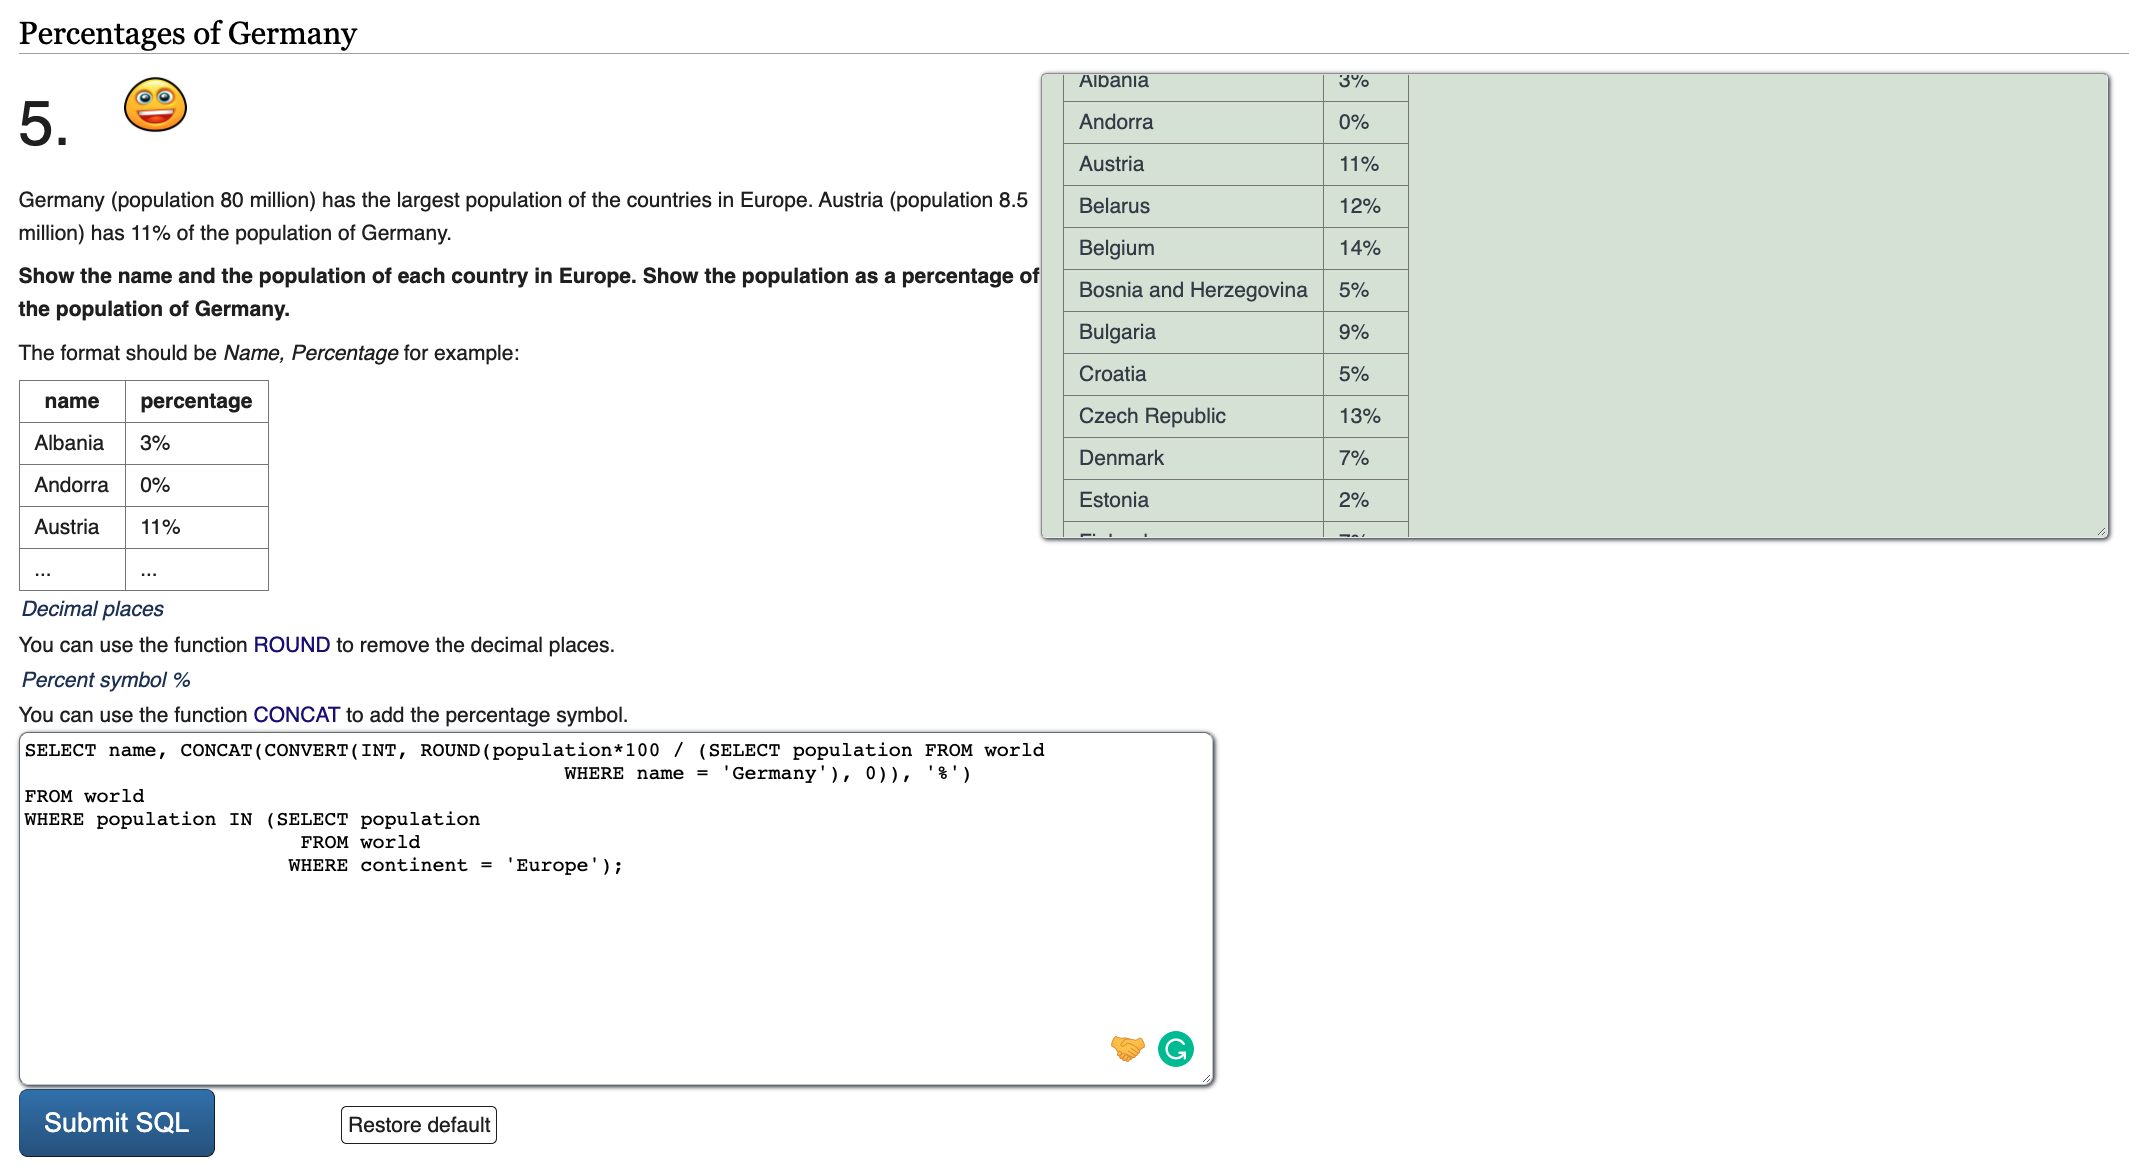 Percentages of Germany
5.
Germany (population 80 million) has the largest population of the countries in Europe. Austria (population 8.5
million) has 11% of the population of Germany.
Show the name and the population of each country in Europe. Show the population as a percentage of
the population of Germany.
The format should be Name, Percentage for example:
name percentage
Albania 3%
Andorra 0%
Austria 11%
... ...
Decimal places
You can use the function ROUND to remove the decimal places.
Percent symbol %
You can use the function CONCAT to add the percentage symbol.
Albania 3%
Andorra 0%
Austria 11%
Belarus 12%
Belgium 14%
Bosnia and Herzegovina 5%
Bulgaria 9%
Croatia 5%
Czech Republic 13%
Denmark 7%
Estonia 2%
SELECT name, CONCAT(CONVERT(INT, ROUND(population*100 / (SELECT population FROM world
WHERE name = 'Germany'), 0)), '%')
FROM world
WHERE population IN (SELECT population
FROM world
WHERE continent = 'Europe');
Submit SQL
Restore default